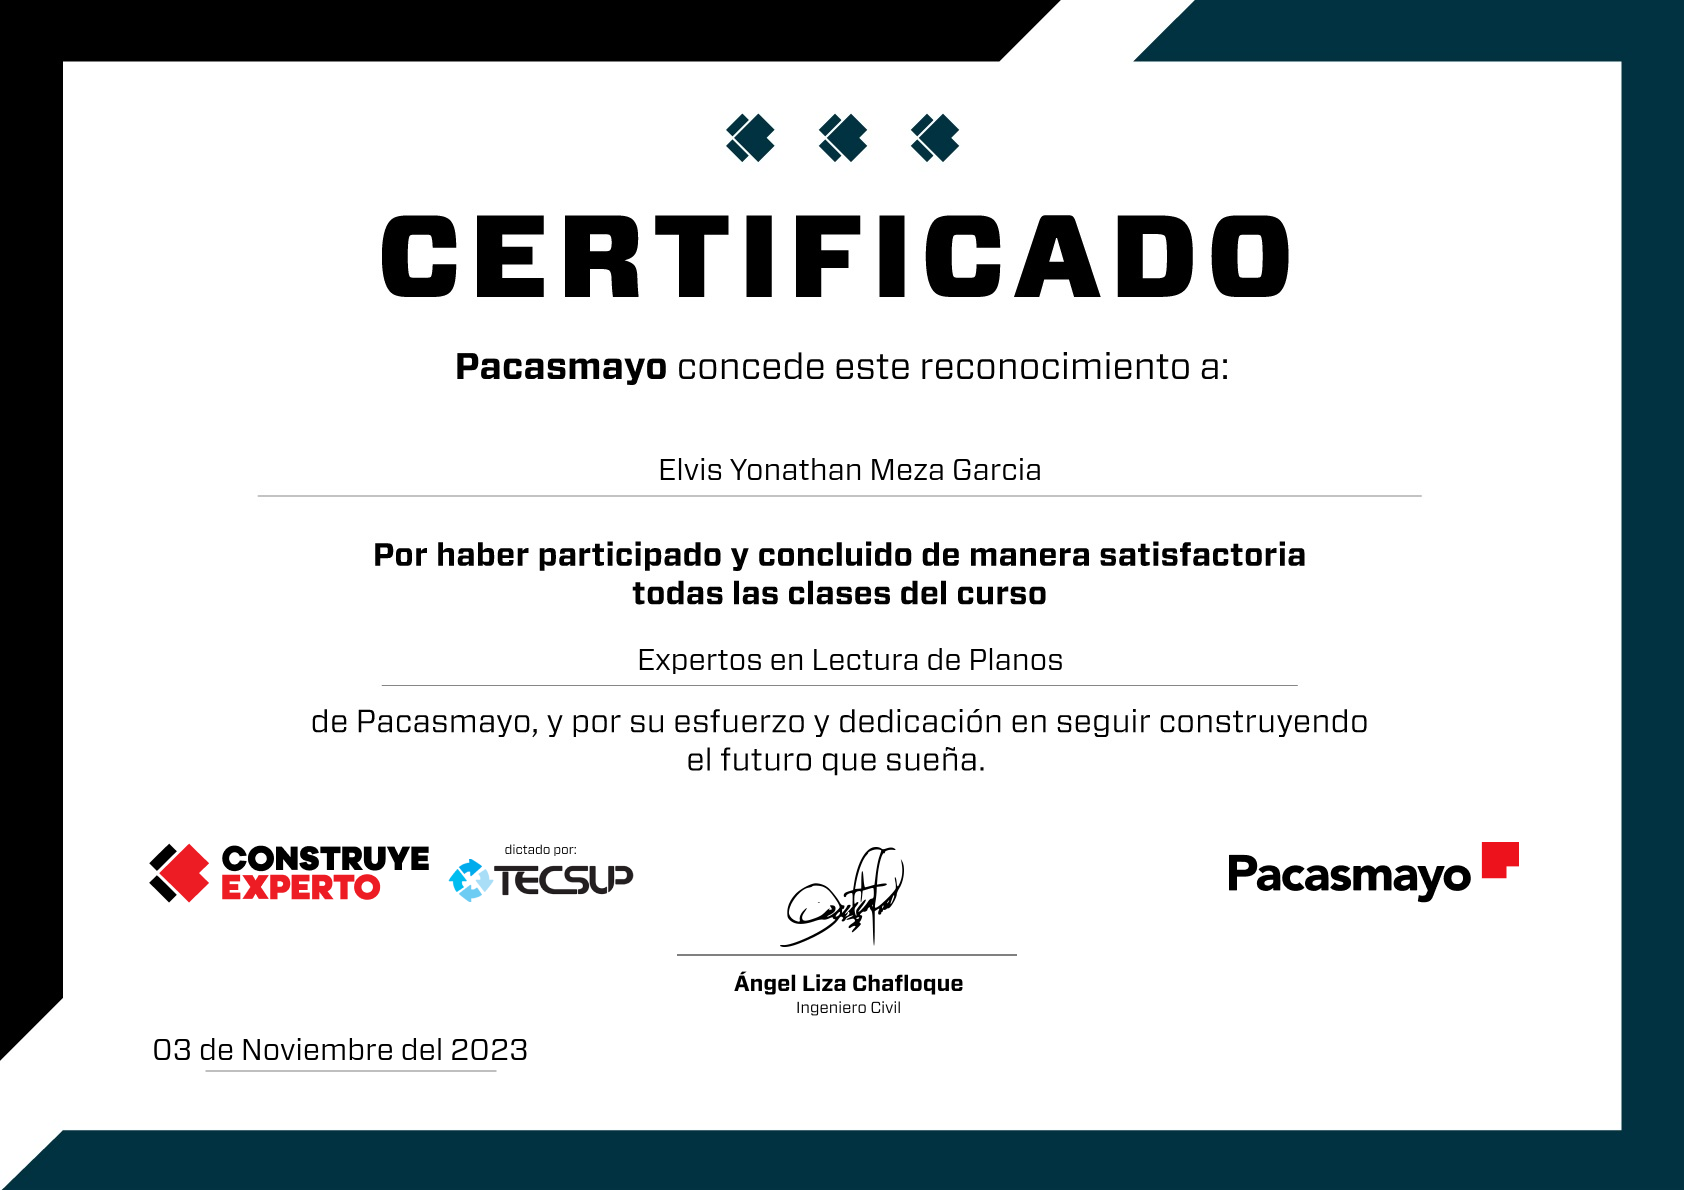 CERTIFICADO
Pacasmayo concede este reconocimiento a:
Elvis Yonathan Meza Garcia
Por haber participado y concluido de manera satisfactoria
todas las clases del curso
Expertos en Lectura de Planos
de Pacasmayo, y por su esfuerzo y dedicación en seguir construyendo
el futuro que sueña.
CONSTRUYE
EXPERTO
dictado por:
TECSUP
Pacasmayo
Ángel Liza Chafloque
Ingeniero Civil
03 de Noviembre del 2023